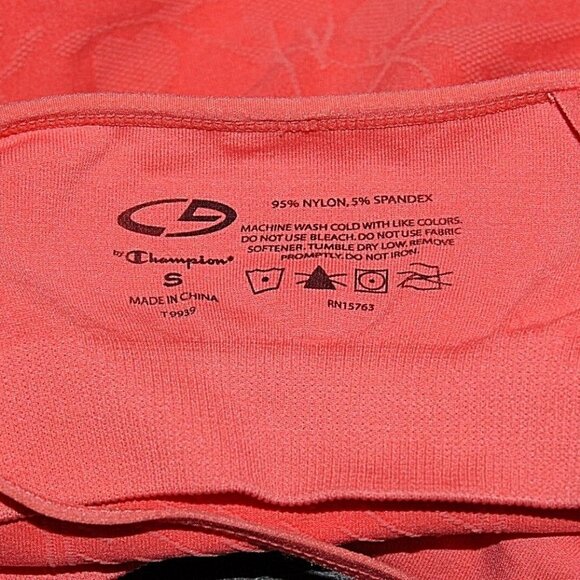 C9
by Champion®
S
MADE IN CHINA
T9939
95% NYLON, 5% SPANDEX
MACHINE WASH COLD WITH LIKE COLORS.
DO NOT USE BLEACH. DO NOT USE FABRIC
SOFTENER. TUMBLE DRY LOW, REMOVE
PROMPTLY. DO NOT IRON.
RN15763